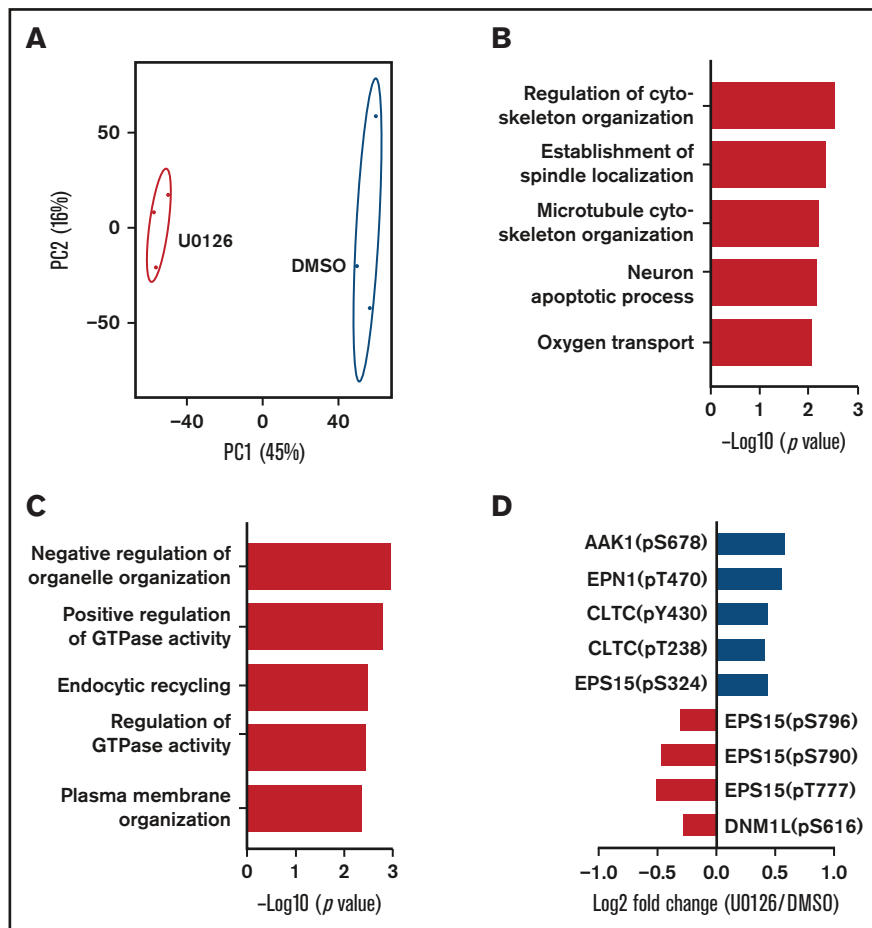 A
PC2 (16%)
50
0
−50
U0126
DMSO
−40
0
40
PC1 (45%)
B
Regulation of cyto-
skeleton organization
Establishment of
spindle localization
Microtubule cyto-
skeleton organization
Neuron
apoptotic process
Oxygen transport
0
1
2
3
−Log10 (p value)
C
Negative regulation of
organelle organization
Positive regulation
of GTPase activity
Endocytic recycling
Regulation of
GTPase activity
Plasma membrane
organization
0
1
2
3
−Log10 (p value)
D
AAK1(pS678)
EPN1(pT470)
CLTC(pY430)
CLTC(pT238)
EPS15(pS324)
EPS15(pS796)
EPS15(pS790)
EPS15(pT777)
DNM1L(pS616)
−1.0
−0.5
0.0
0.5
1.0
Log2 fold change (U0126/DMSO)